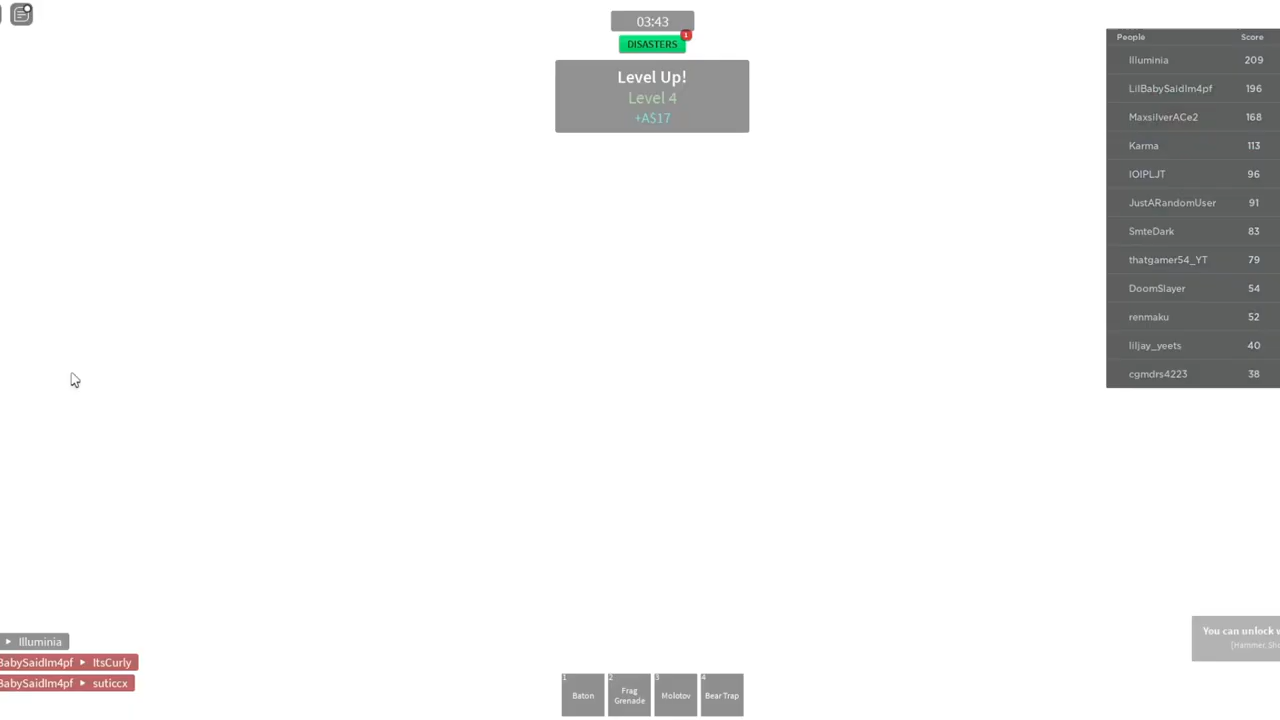 03:43
DISASTERS
1
Level Up!
Level 4
+A$17
People Score
Illuminia 209
LilBabySaidIm4pf 196
MaxsilverACe2 168
Karma 113
JustARandomUser 91
SmteDark 83
thatgamer54_YT 79
DoomSlayer 54
renmaku 52
liljay_yeets 40
cgmdrs4223 38
You can unlock
(Hammer,
Illuminia
BabySaidIm4pf ItsCurly
BabySaidIm4pf suticcx
1 Baton
2 Frag Grenade
3 Molotov
4 Bear Trap